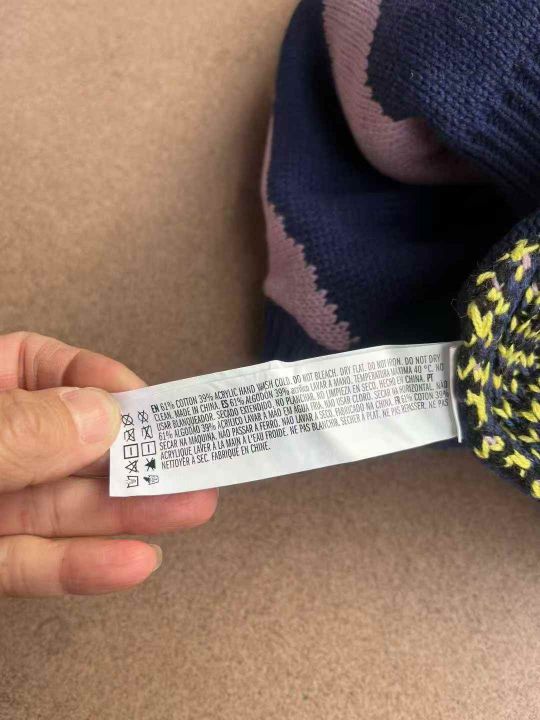 EN 61% COTTON 39% ACRYLIC HAND WASH COLD. DO NOT BLEACH. DRY FLAT. DO NOT IRON. DO NOT DRY
CLEAN. MADE IN CHINA. ES 61% ALGODON 39% acrílico LAVAR A MANO. TEMPERATURA MAXIMA 40 °C. NO
USAR BLANQUEADOR. SECADO EXTENDIDO. NO PLANCHA. NO LIMPIEZA EN SECO. HECHO EN CHINA. PT
61% ALGODÃO 39% ACRÍLICO LAVAR À MÃO EM ÁGUA FRIA. NÃO USAR CLORO. SECAR NA HORIZONTAL. NÃO
SECAR NA MAQUINA. NÃO PASSAR A FERRO. NÃO LAVAR A SECO. FABRICADO NA CHINA. FR 61% COTON 39%
ACRYLIQUE LAVER À LA MAIN À L'EAU FROIDE. NE PAS BLANCHIR. SÉCHER À PLAT. NE PAS REPASSER. NE PAS
NETTOYER À SEC. FABRIQUÉ EN CHINE.